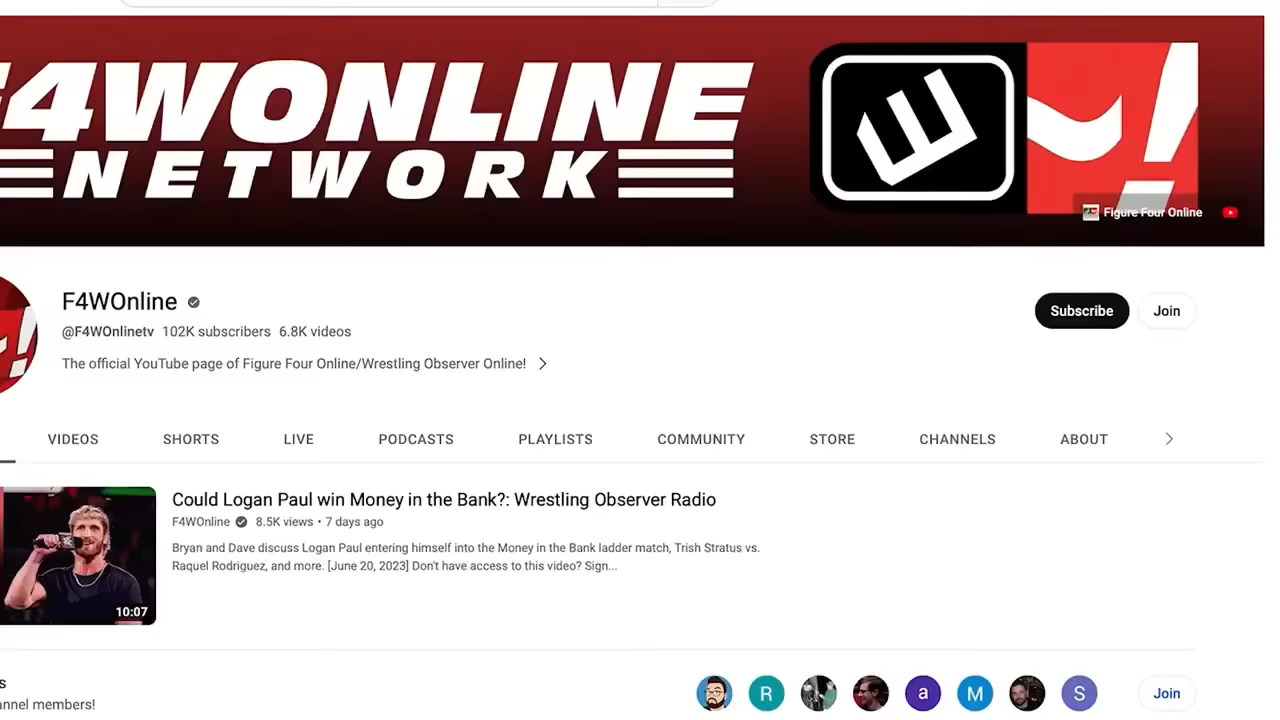 F4WONLINE
NETWORK
Figure Four Online
F4WOnline
@F4WOnlinetv 102K subscribers 6.8K videos
The official YouTube page of Figure Four Online/Wrestling Observer Online!
Subscribe
Join
VIDEOS SHORTS LIVE PODCASTS PLAYLISTS COMMUNITY STORE CHANNELS ABOUT
Could Logan Paul win Money in the Bank?: Wrestling Observer Radio
F4WOnline 8.5K views • 7 days ago
Bryan and Dave discuss Logan Paul entering himself into the Money in the Bank ladder match, Trish Stratus vs.
Raquel Rodriguez, and more. [June 20, 2023] Don't have access to this video? Sign...
10:07
R a M S
Join
channel members!